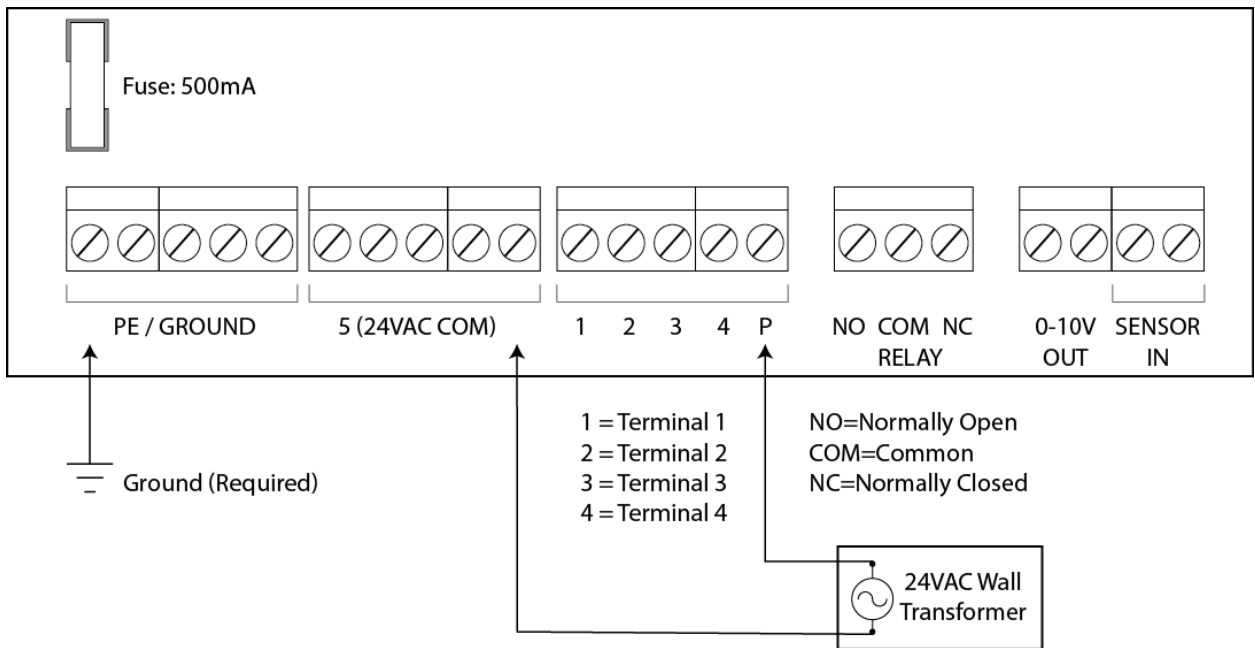 Fuse: 500mA
PE / GROUND
5 (24VAC COM)
1 2 3 4 P
NO COM NC
RELAY
0-10V
OUT
SENSOR
IN
Ground (Required)
1 = Terminal 1
2 = Terminal 2
3 = Terminal 3
4 = Terminal 4
NO=Normally Open
COM=Common
NC=Normally Closed
24VAC Wall
Transformer